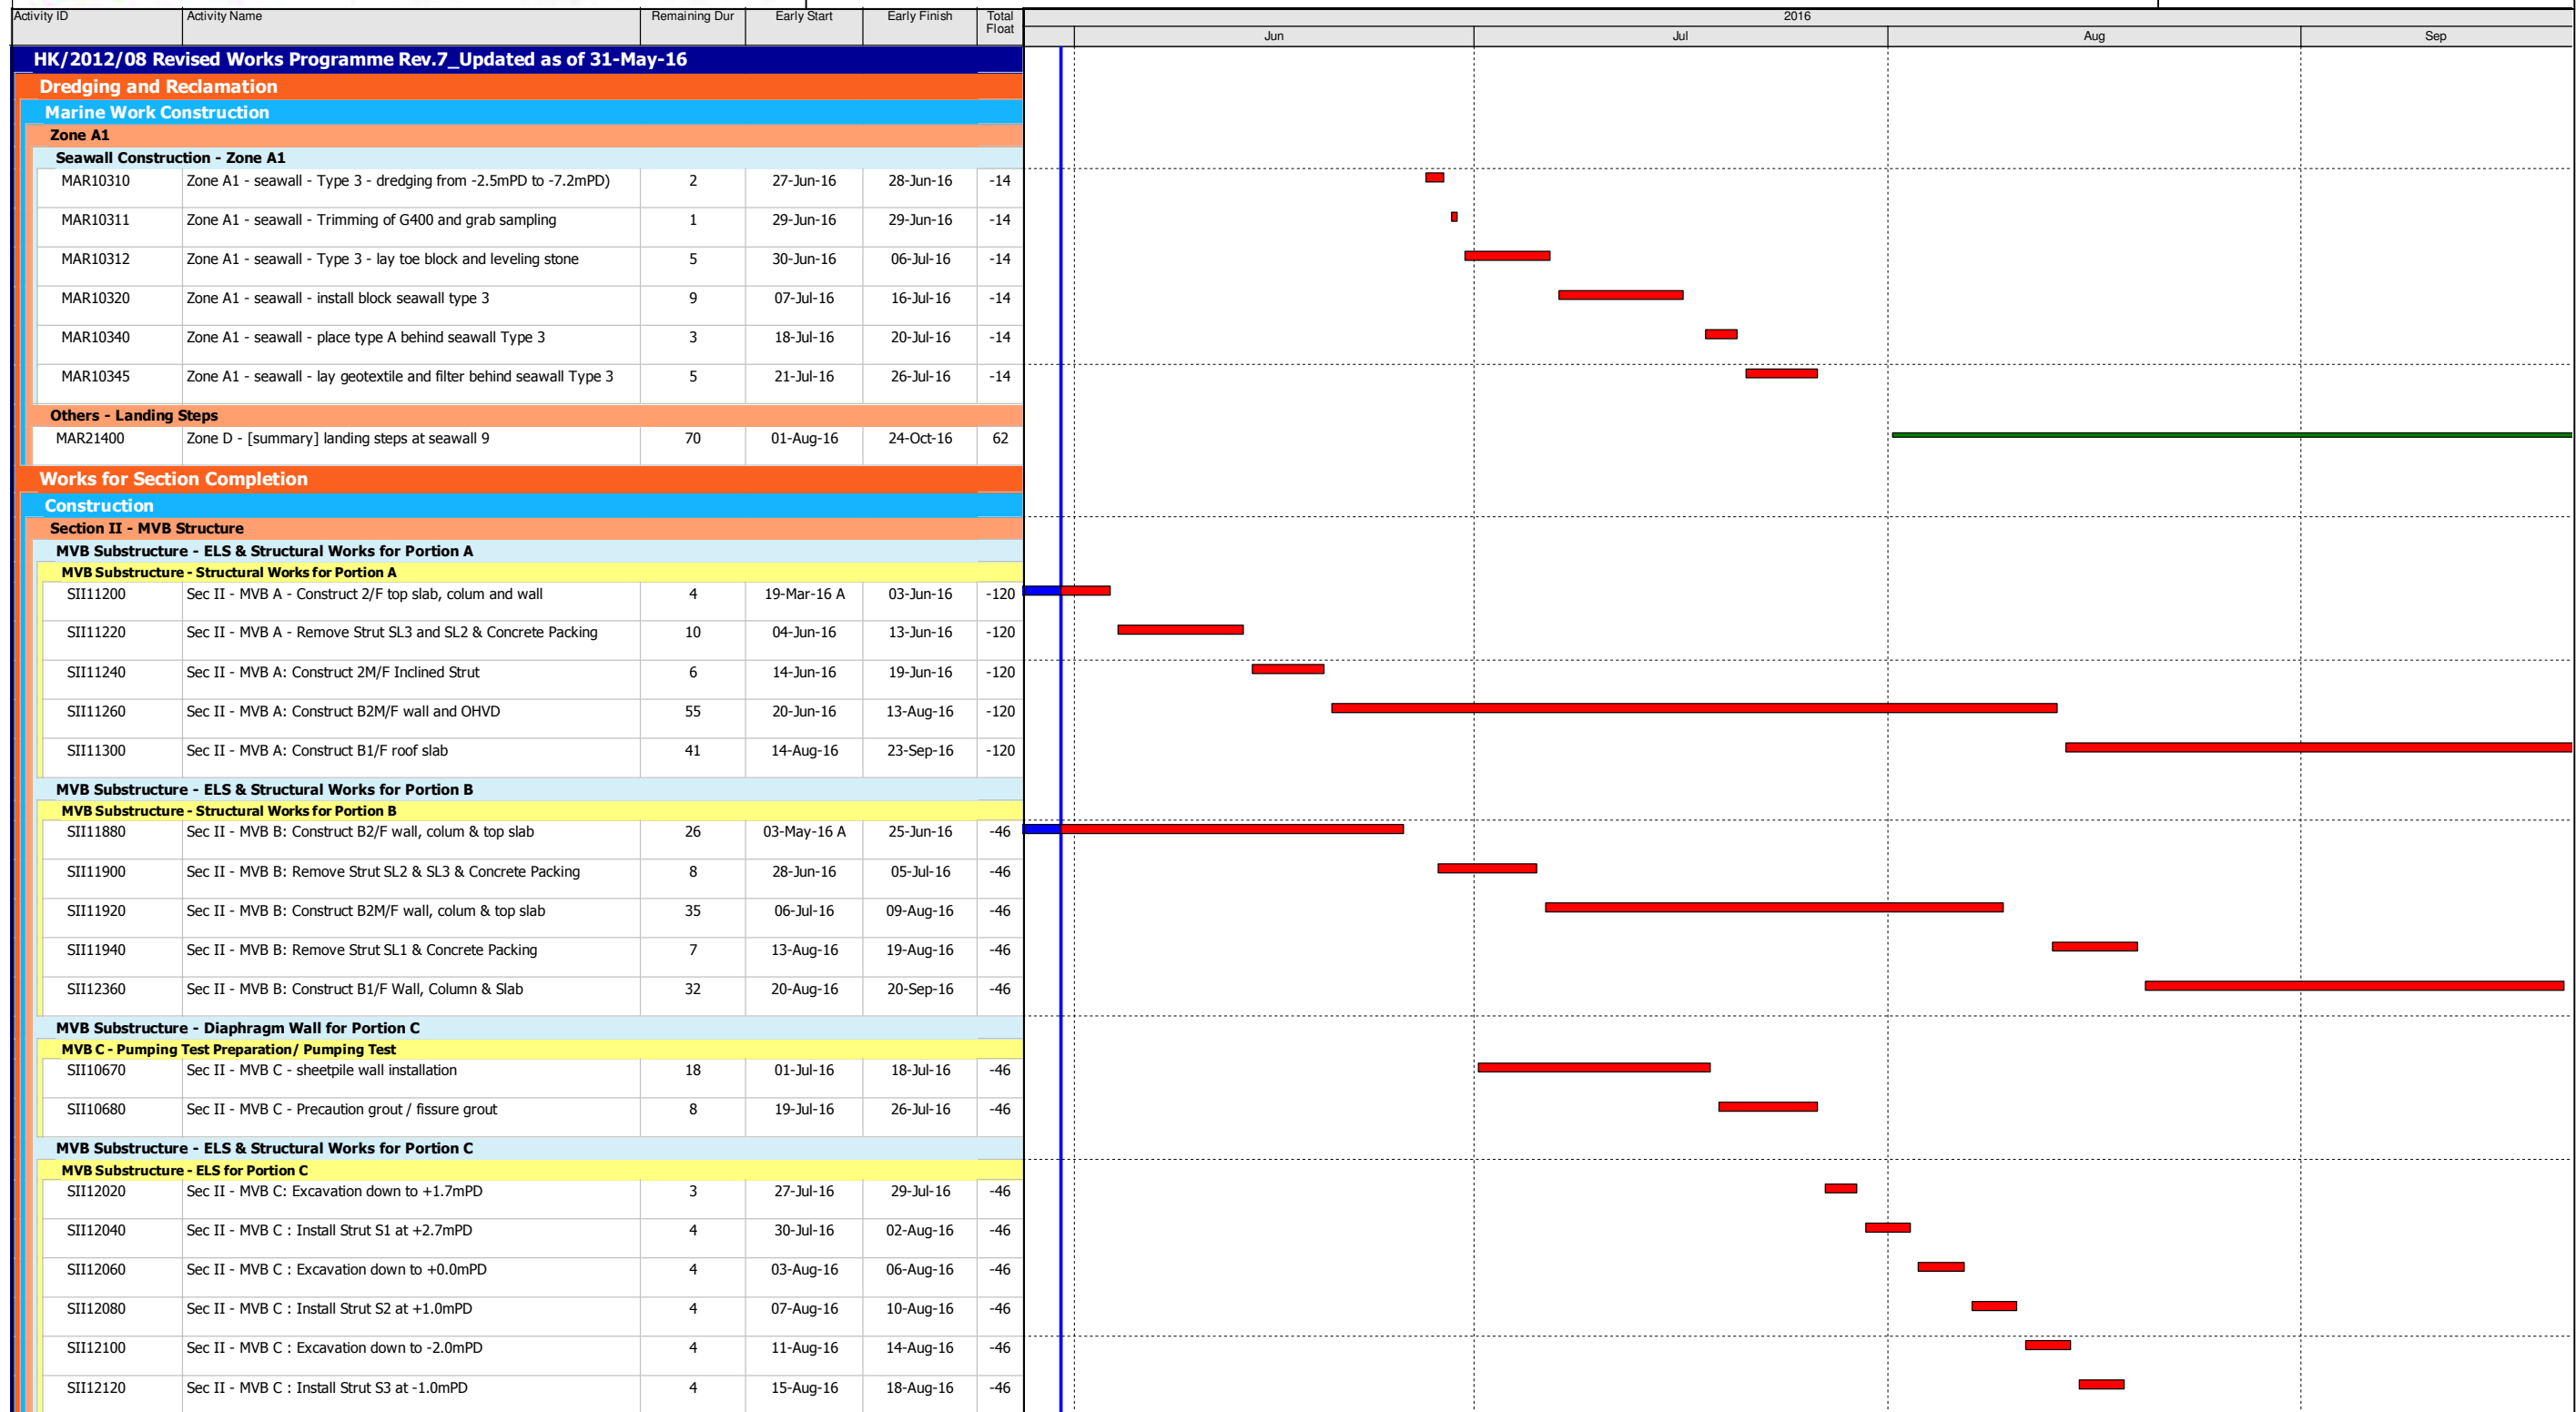 Activity ID Activity Name Remaining Dur Early Start Early Finish Total Float 2016
Jun Jul Aug Sep
HK/2012/08 Revised Works Programme Rev.7_Updated as of 31-May-16
Dredging and Reclamation
Marine Work Construction
Zone A1
Seawall Construction - Zone A1
MAR10310 Zone A1 - seawall - Type 3 - dredging from -2.5mPD to -7.2mPD) 2 27-Jun-16 28-Jun-16 -14
MAR10311 Zone A1 - seawall - Trimming of G400 and grab sampling 1 29-Jun-16 29-Jun-16 -14
MAR10312 Zone A1 - seawall - Type 3 - lay toe block and leveling stone 5 30-Jun-16 06-Jul-16 -14
MAR10320 Zone A1 - seawall - install block seawall type 3 9 07-Jul-16 16-Jul-16 -14
MAR10340 Zone A1 - seawall - place type A behind seawall Type 3 3 18-Jul-16 20-Jul-16 -14
MAR10345 Zone A1 - seawall - lay geotextile and filter behind seawall Type 3 5 21-Jul-16 26-Jul-16 -14
Others - Landing Steps
MAR21400 Zone D - [summary] landing steps at seawall 9 70 01-Aug-16 24-Oct-16 62
Works for Section Completion
Construction
Section II - MVB Structure
MVB Substructure - ELS & Structural Works for Portion A
MVB Substructure - Structural Works for Portion A
SII11200 Sec II - MVB A - Construct 2/F top slab, colum and wall 4 19-Mar-16 A 03-Jun-16 -120
SII11220 Sec II - MVB A - Remove Strut SL3 and SL2 & Concrete Packing 10 04-Jun-16 13-Jun-16 -120
SII11240 Sec II - MVB A: Construct 2M/F Inclined Strut 6 14-Jun-16 19-Jun-16 -120
SII11260 Sec II - MVB A: Construct B2M/F wall and OHVD 55 20-Jun-16 13-Aug-16 -120
SII11300 Sec II - MVB A: Construct B1/F roof slab 41 14-Aug-16 23-Sep-16 -120
MVB Substructure - ELS & Structural Works for Portion B
MVB Substructure - Structural Works for Portion B
SII11880 Sec II - MVB B: Construct B2/F wall, colum & top slab 26 03-May-16 A 25-Jun-16 -46
SII11900 Sec II - MVB B: Remove Strut SL2 & SL3 & Concrete Packing 8 28-Jun-16 05-Jul-16 -46
SII11920 Sec II - MVB B: Construct B2M/F wall, colum & top slab 35 06-Jul-16 09-Aug-16 -46
SII11940 Sec II - MVB B: Remove Strut SL1 & Concrete Packing 7 13-Aug-16 19-Aug-16 -46
SII12360 Sec II - MVB B: Construct B1/F Wall, Column & Slab 32 20-Aug-16 20-Sep-16 -46
MVB Substructure - Diaphragm Wall for Portion C
MVB C - Pumping Test Preparation/ Pumping Test
SII10670 Sec II - MVB C - sheetpile wall installation 18 01-Jul-16 18-Jul-16 -46
SII10680 Sec II - MVB C - Precaution grout / fissure grout 8 19-Jul-16 26-Jul-16 -46
MVB Substructure - ELS & Structural Works for Portion C
MVB Substructure - ELS for Portion C
SII12020 Sec II - MVB C: Excavation down to +1.7mPD 3 27-Jul-16 29-Jul-16 -46
SII12040 Sec II - MVB C : Install Strut S1 at +2.7mPD 4 30-Jul-16 02-Aug-16 -46
SII12060 Sec II - MVB C : Excavation down to +0.0mPD 4 03-Aug-16 06-Aug-16 -46
SII12080 Sec II - MVB C : Install Strut S2 at +1.0mPD 4 07-Aug-16 10-Aug-16 -46
SII12100 Sec II - MVB C : Excavation down to -2.0mPD 4 11-Aug-16 14-Aug-16 -46
SII12120 Sec II - MVB C : Install Strut S3 at -1.0mPD 4 15-Aug-16 18-Aug-16 -46